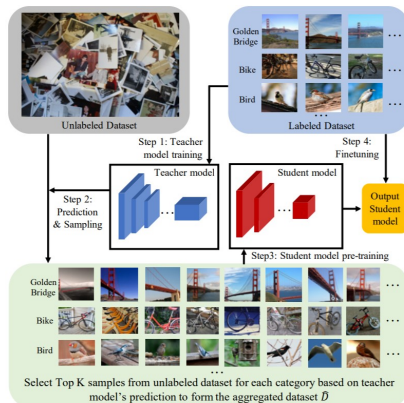 Unlabeled Dataset
Golden
Bridge
Bike
Bird
...
Labeled Dataset
Step 1: Teacher
model training
Step 4:
Finetuning
Step 2:
Prediction
& Sampling
Teacher model
...
Student model
...
Output
Student
model
Step3: Student model pre-training
Golden
Bridge
...
Bike
...
Bird
...
...
Select Top K samples from unlabeled dataset for each category based on teacher
model's prediction to form the aggregated dataset D̂